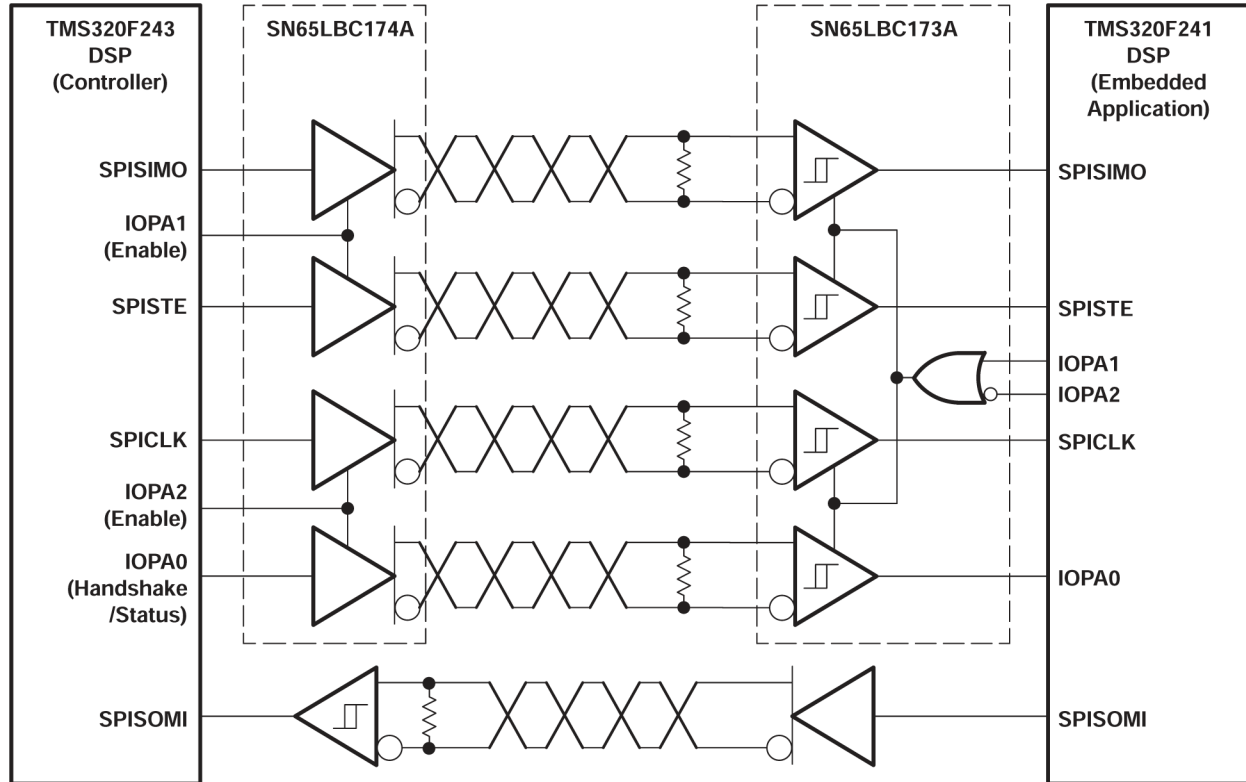 TMS320F243
DSP
(Controller)
SN65LBC174A
SN65LBC173A
TMS320F241
DSP
(Embedded
Application)
SPISIMO
SPISIMO
IOPA1
(Enable)
SPISTE
SPISTE
IOPA1
IOPA2
SPICLK
SPICLK
IOPA2
(Enable)
IOPA0
(Handshake
/Status)
IOPA0
SPISOMI
SPISOMI